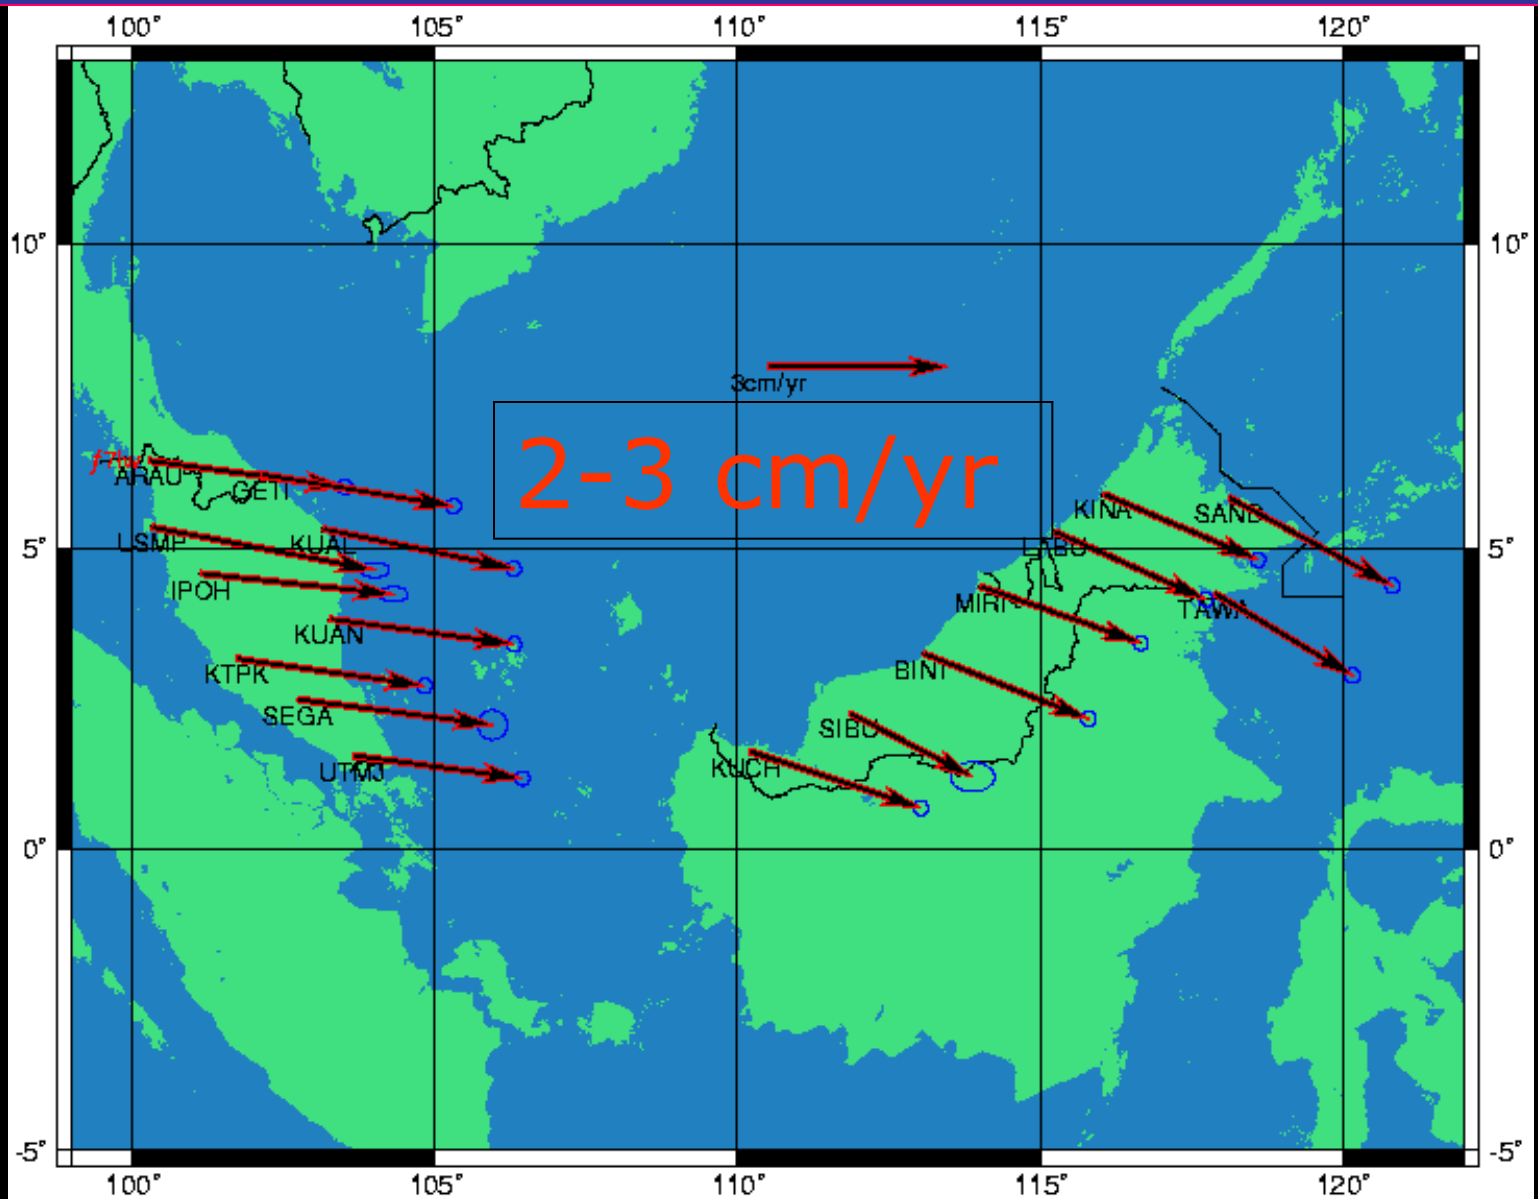 100° 105° 110° 115° 120°
10° 10°
3cm/yr
2-3 cm/yr
ARAU GETI
KINA SAND
LSMP KUAL LABU
5° 5°
IPOH MIRI TAWA
KUAN
KTPK BINT
SEGA SIBU
UTMJ KUCH
0° 0°
-5° -5°
100° 105° 110° 115° 120°